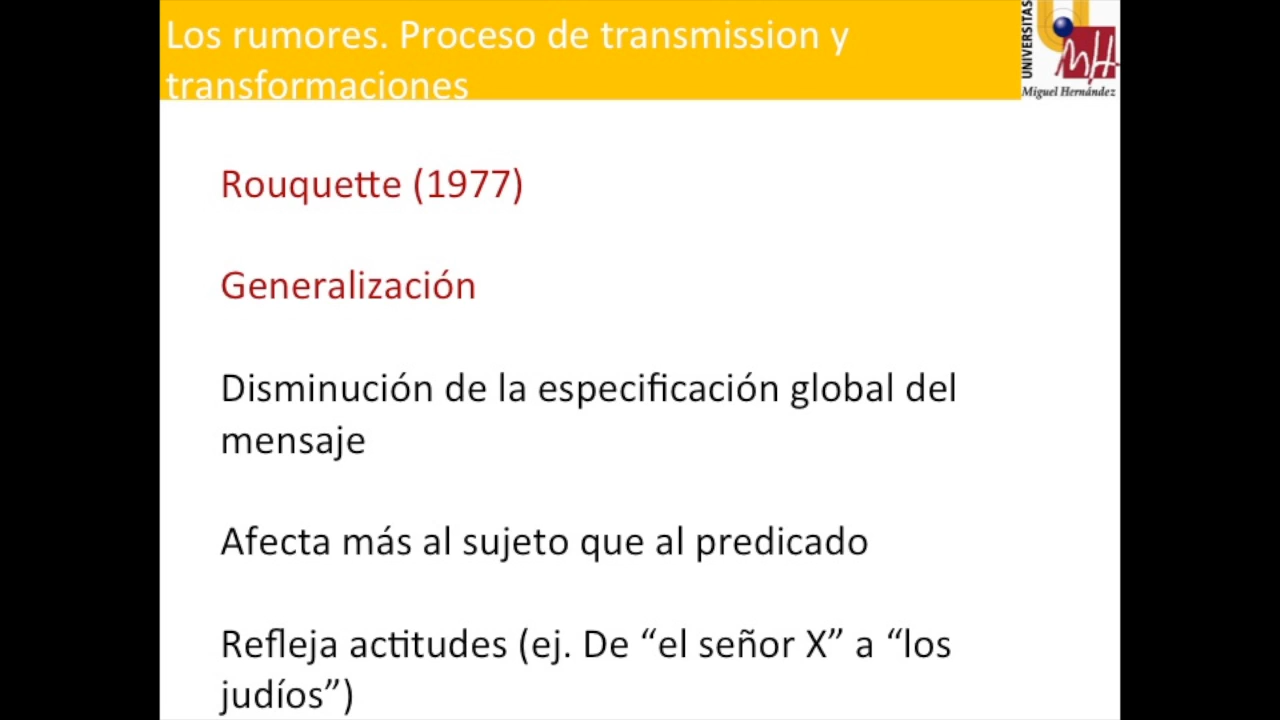 Los rumores. Proceso de transmission y
transformaciones
UNIVERSITAS
Miguel Hernández
Rouquette (1977)
Generalización
Disminución de la especificación global del
mensaje
Afecta más al sujeto que al predicado
Refleja actitudes (ej. De “el señor X” a “los
judíos”)